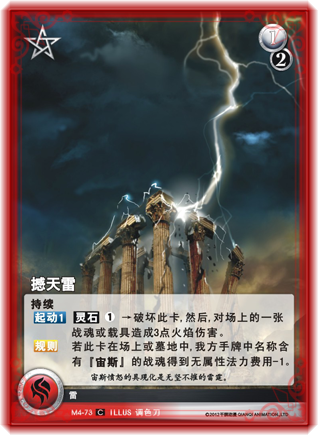 1
2
撼天雷
持续
起动1 灵石 ① →破坏此卡,然后,对场上的一张
战魂或载具造成3点火焰伤害。
规则 若此卡在场上或墓地中,我方手牌中名称含
有『宙斯』的战魂得到无属性法力费用-1。
宙斯愤怒的具现化是无坚不摧的雷霆。
雷
M4-73 C ILLUS 调色刀
©2012千骐动漫 QIANQI ANIMATION.,LTD